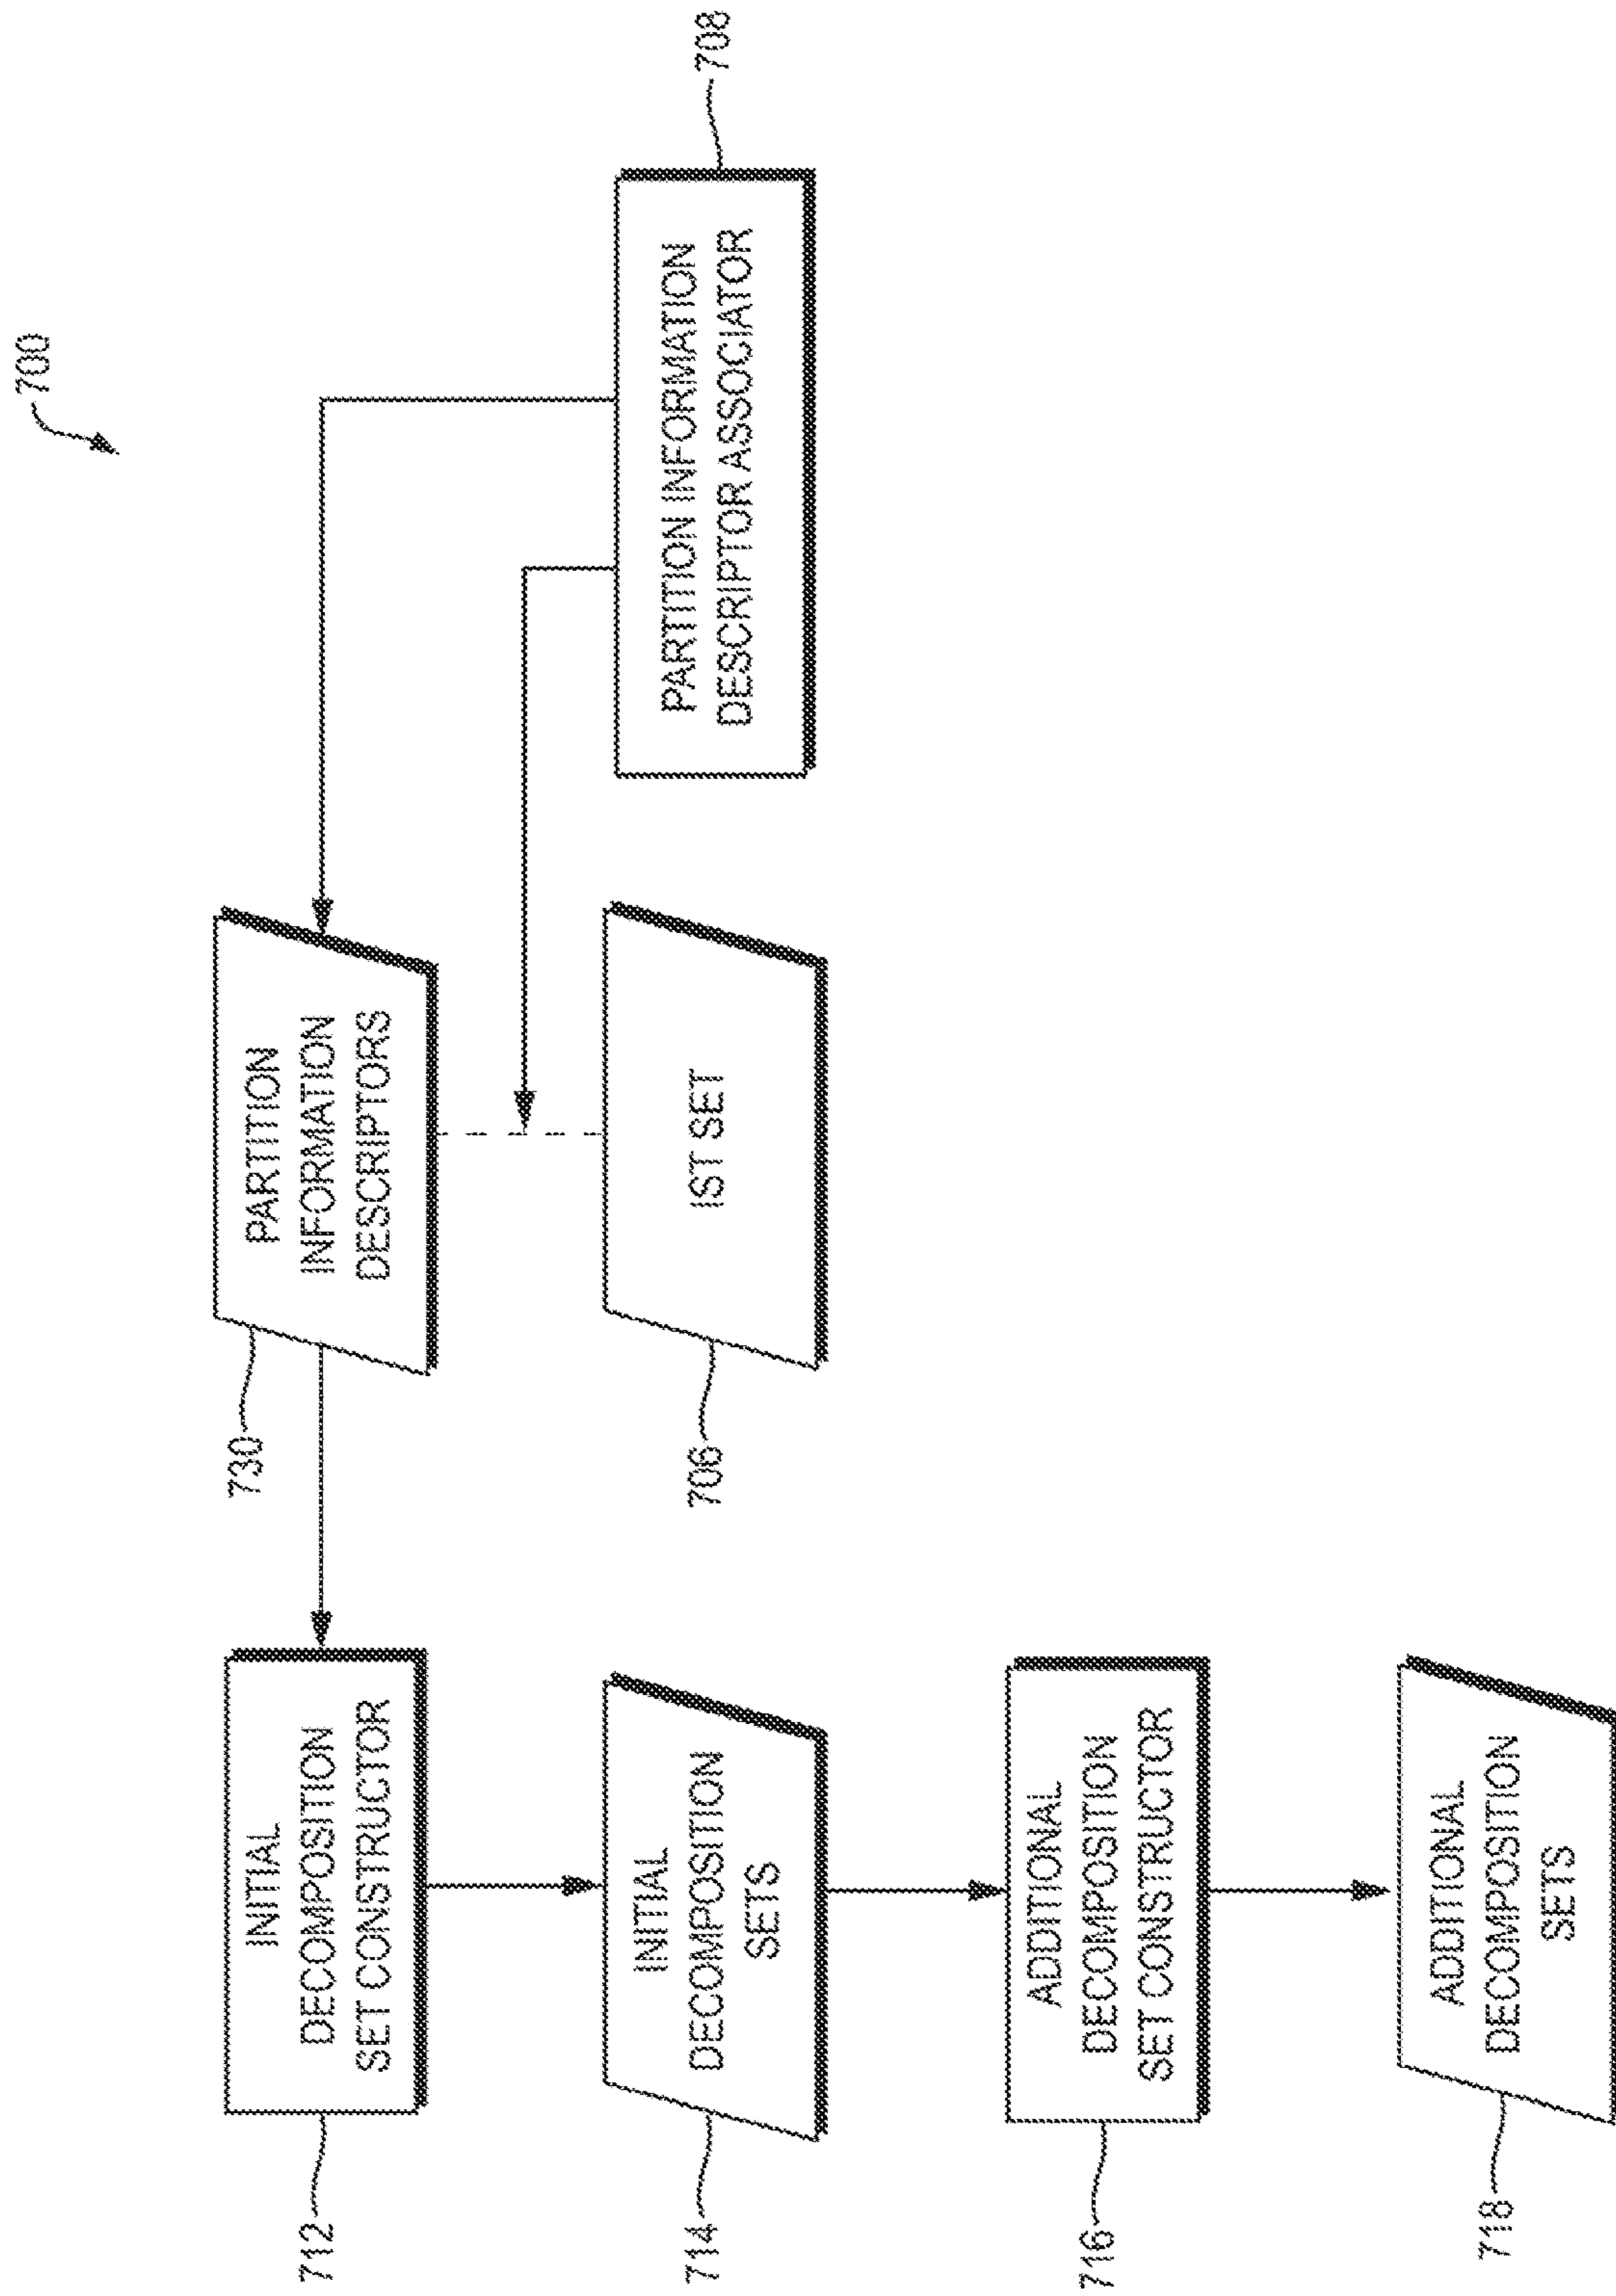 700
712
INITIAL
DECOMPOSITION
SET CONSTRUCTOR
730
PARTITION
INFORMATION
DESCRIPTORS
714
INITIAL
DECOMPOSITION
SETS
706
IST SET
PARTITION INFORMATION
DESCRIPTOR ASSOCIATOR
708
716
ADDITIONAL
DECOMPOSITION
SET CONSTRUCTOR
718
ADDITIONAL
DECOMPOSITION
SETS